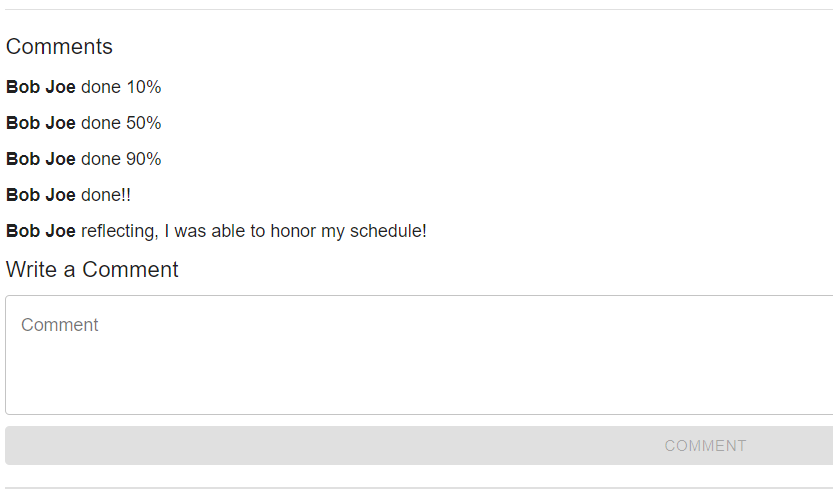 Comments
Bob Joe done 10%
Bob Joe done 50%
Bob Joe done 90%
Bob Joe done!!
Bob Joe reflecting, I was able to honor my schedule!
Write a Comment
Comment
COMMENT